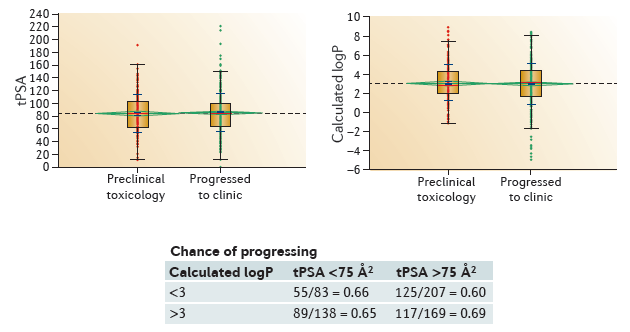 tPSA
240
220
200
180
160
140
120
100
80
60
40
20
0
Preclinical
toxicology
Progressed
to clinic
Calculated logP
10
8
6
4
2
0
–2
–4
–6
Preclinical
toxicology
Progressed
to clinic
Chance of progressing
Calculated logP tPSA <75 Å² tPSA >75 Å²
<3 55/83 = 0.66 125/207 = 0.60
>3 89/138 = 0.65 117/169 = 0.69